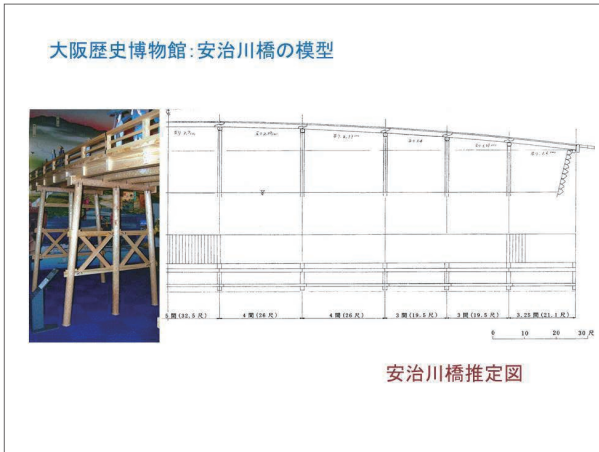 大阪歴史博物館:安治川橋の模型
間(32.5尺)
4間(26尺)
4間(26尺)
3間(19.5尺)
3間(19.5尺)
3.25間(21.1尺)
0 10 20 30尺
安治川橋推定図